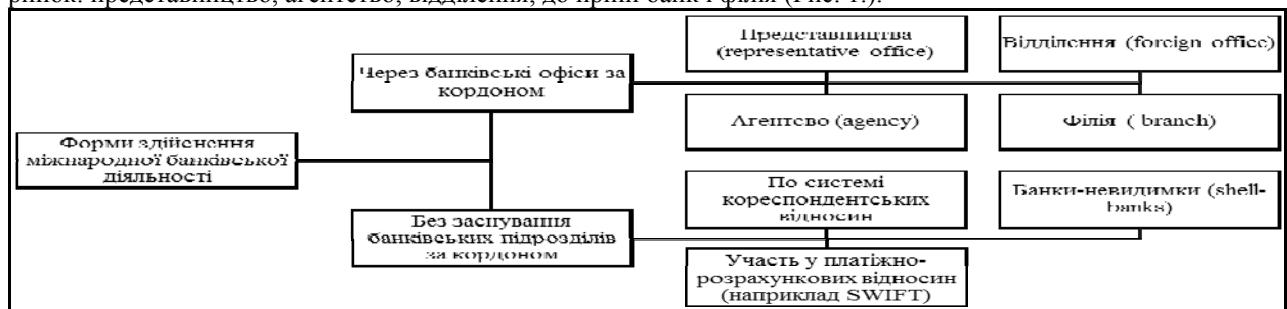 ринок: представництво, агентство, відділення, дочірній банк і філія (Рис. 1.).
Представництва
(representative office)
Відділення (foreign office)
Через банківські офіси за
кордоном
Агентсво (agency)
Філія ( branch)
Форми здійснення
міжнародної банківської
діяльності
По системі
кореспондентських
відносин
Банки-невидимки (shell-
banks)
Без заснування
банківських підрозділів
за кордоном
Участь у платіжно-
розрахункових відносин
(наприклад SWIFT)